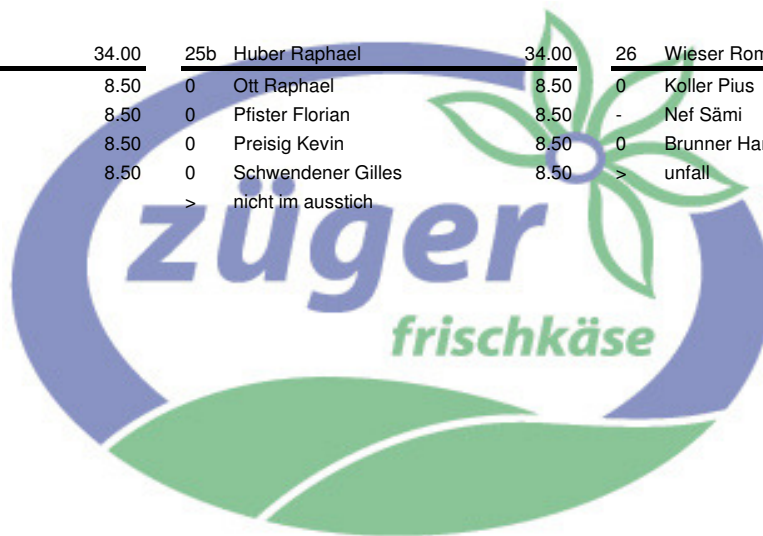 34.00 25b Huber Raphael 34.00 26 Wieser
8.50 0 Ott Raphael 8.50 0 Koller Pius
8.50 0 Pfister Florian 8.50 - Nef Sämi
8.50 0 Preisig Kevin 8.50 0 Brunner
8.50 0 Schwendener Gilles 8.50 > unfall
> nicht im ausstich
züger
frischkäse